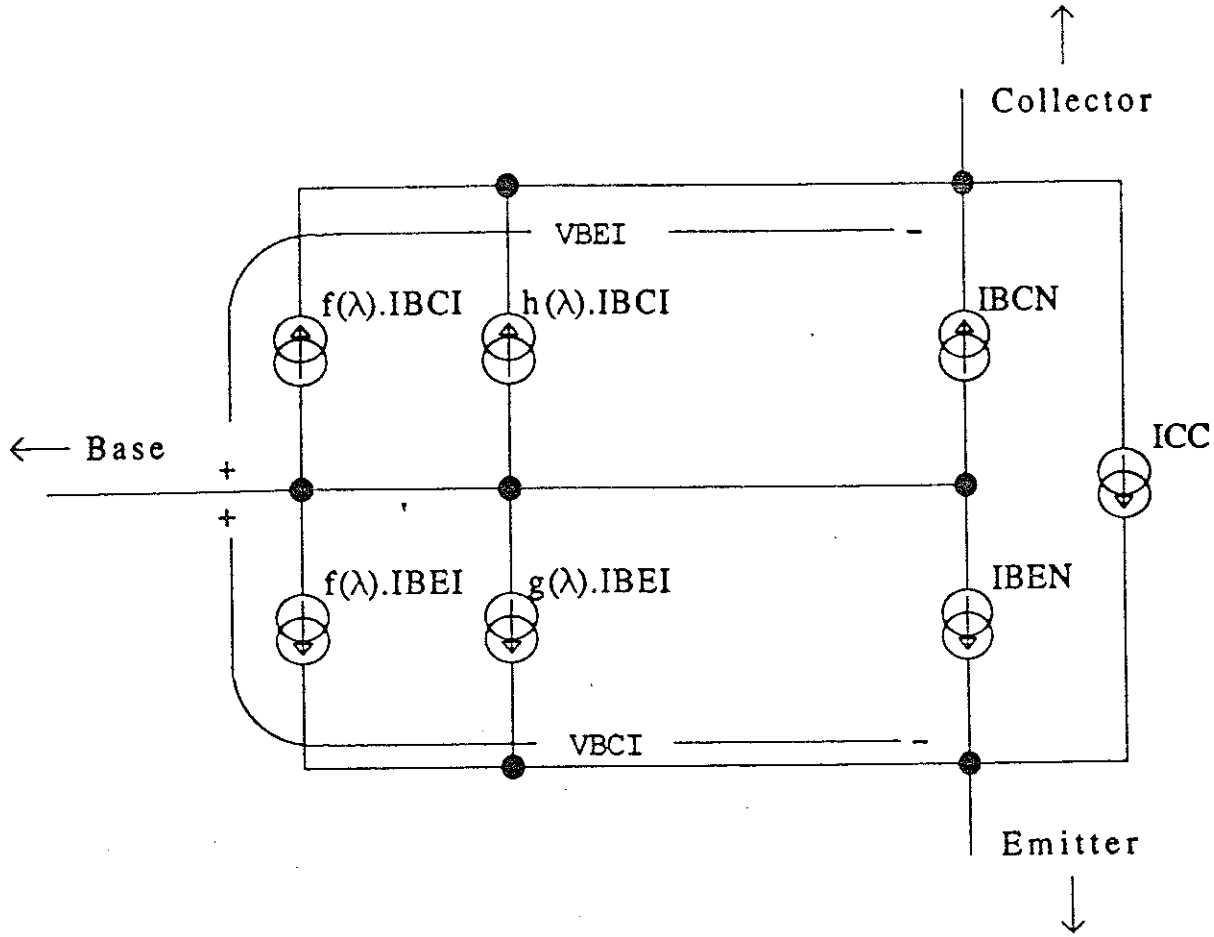 ↑
Collector
VBEI -
f(λ).IBCI h(λ).IBCI IBCN
← Base
ICC
+
+
f(λ).IBEI g(λ).IBEI IBEN
VBCI -
Emitter
↓